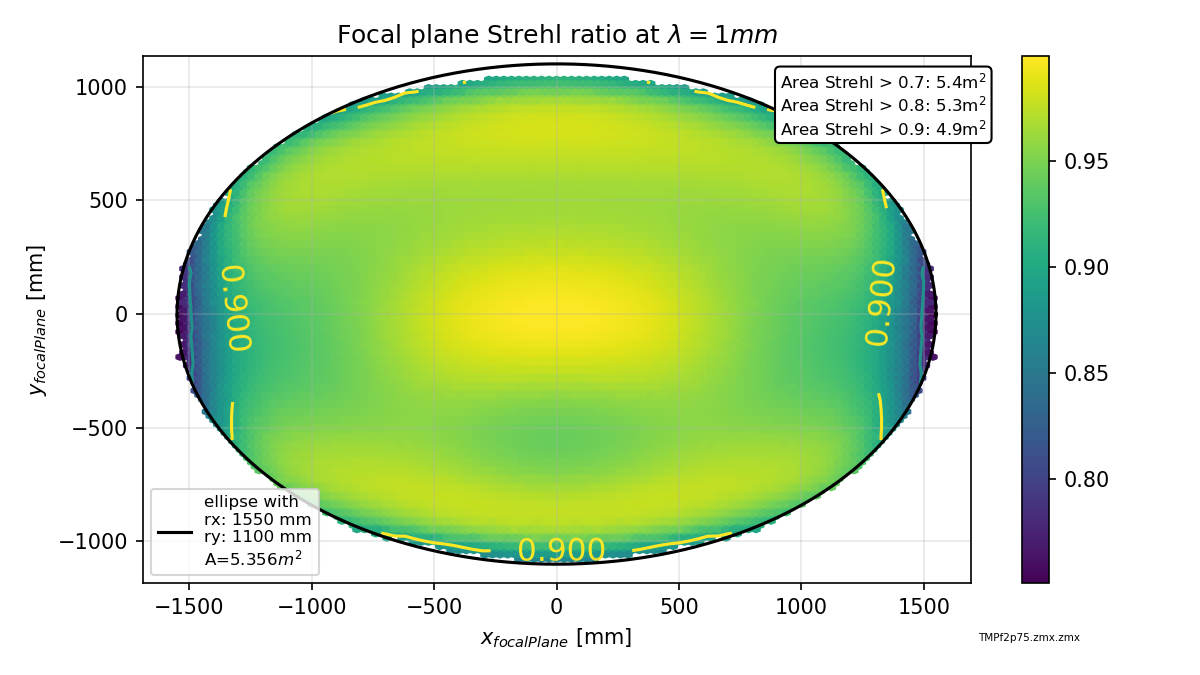 Focal plane Strehl ratio at λ = 1mm
Area Strehl > 0.7: 5.4m²
Area Strehl > 0.8: 5.3m²
Area Strehl > 0.9: 4.9m²
1000
500
0
−500
−1000
y_focalPlane [mm]
0.900
0.900
0.900
ellipse with
rx: 1550 mm
ry: 1100 mm
A=5.356m²
−1500 −1000 −500 0 500 1000 1500
x_focalPlane [mm]
0.95
0.90
0.85
0.80
TMPf2p75.zmx.zmx